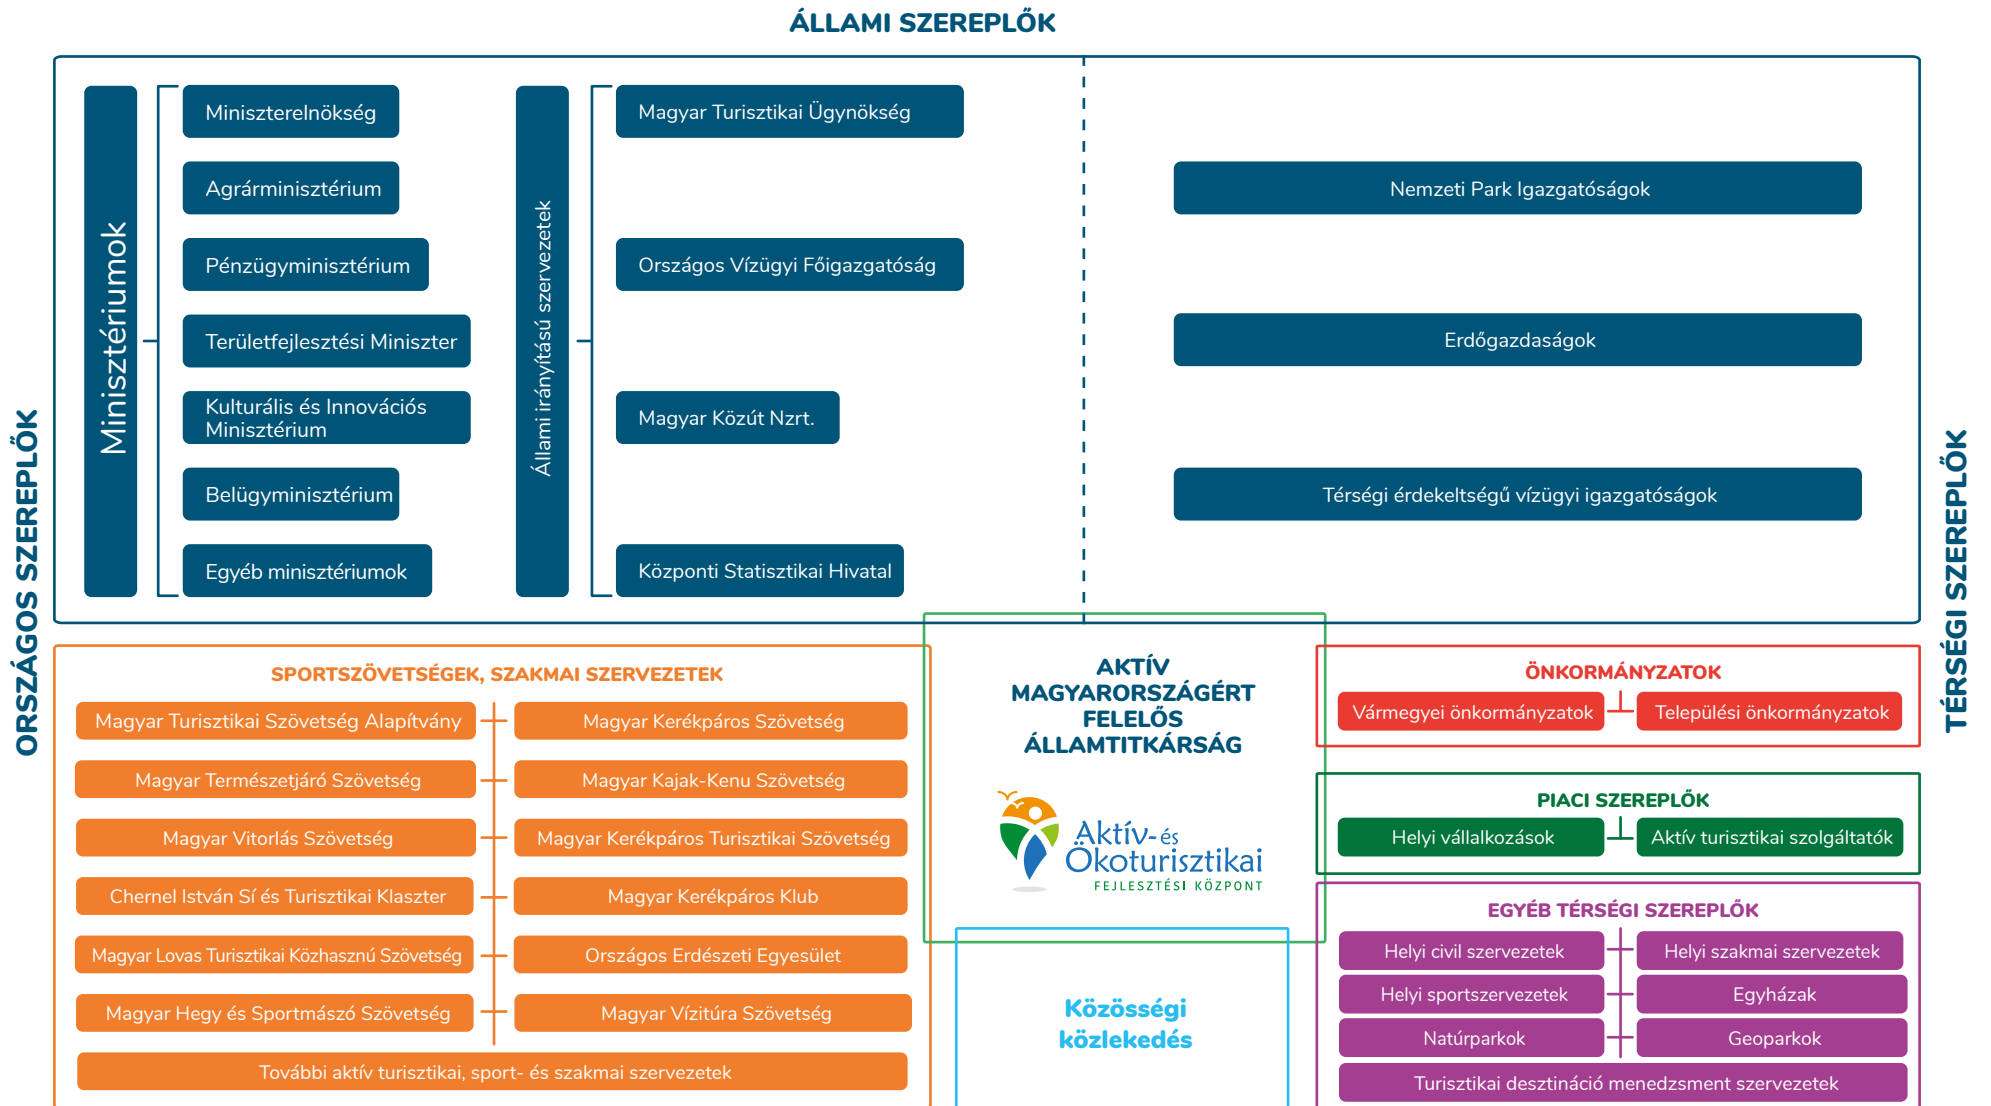 ÁLLAMI SZEREPLŐK
ORSZÁGOS SZEREPLŐK
TÉRSÉGI SZEREPLŐK
Minisztériumok
Miniszterelnökség
Agrárminisztérium
Pénzügyminisztérium
Területfejlesztési Miniszter
Kulturális és Innovációs
Minisztérium
Belügyminisztérium
Egyéb minisztériumok
Állami irányítású szervezetek
Magyar Turisztikai Ügynökség
Országos Vízügyi Főigazgatóság
Magyar Közút Nzrt.
Központi Statisztikai Hivatal
Nemzeti Park Igazgatóságok
Erdőgazdaságok
Térségi érdekeltségű vízügyi igazgatóságok
SPORTSZÖVETSÉGEK, SZAKMAI SZERVEZETEK
Magyar Turisztikai Szövetség Alapítvány
Magyar Kerékpáros Szövetség
Magyar Természetjáró Szövetség
Magyar Kajak-Kenu Szövetség
Magyar Vitorlás Szövetség
Magyar Kerékpáros Turisztikai Szövetség
Chernel István Sí és Turisztikai Klaszter
Magyar Kerékpáros Klub
Magyar Lovas Turisztikai Közhasznú Szövetség
Országos Erdészeti Egyesület
Magyar Hegy és Sportmászó Szövetség
Magyar Vízitúra Szövetség
További aktív turisztikai, sport- és szakmai szervezetek
AKTÍV
MAGYARORSZÁGÉRT
FELELŐS
ÁLLAMTITKÁRSÁG
Aktív- és
Ökoturisztikai
FEJLESZTÉSI KÖZPONT
Közösségi
közlekedés
ÖNKORMÁNYZATOK
Vármegyei önkormányzatok
Települési önkormányzatok
PIACI SZEREPLŐK
Helyi vállalkozások
Aktív turisztikai szolgáltatók
EGYÉB TÉRSÉGI SZEREPLŐK
Helyi civil szervezetek
Helyi szakmai szervezetek
Helyi sportszervezetek
Egyházak
Natúrparkok
Geoparkok
Turisztikai desztináció menedzsment szervezetek